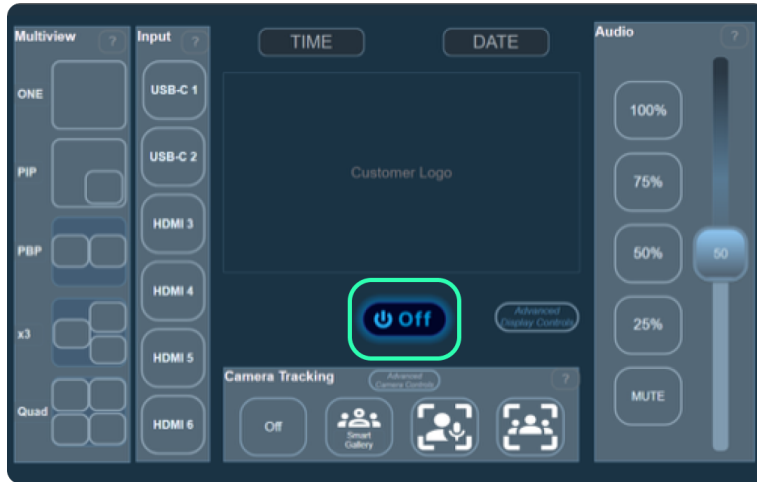 Multiview ?
ONE
PIP
PBP
x3
Quad
Input ?
USB-C 1
USB-C 2
HDMI 3
HDMI 4
HDMI 5
HDMI 6
TIME
DATE
Customer Logo
Off
Advanced
Display Controls
Camera Tracking
Advanced
Camera Controls
?
Off
Smart
Gallery
Audio ?
100%
75%
50%
25%
MUTE
50